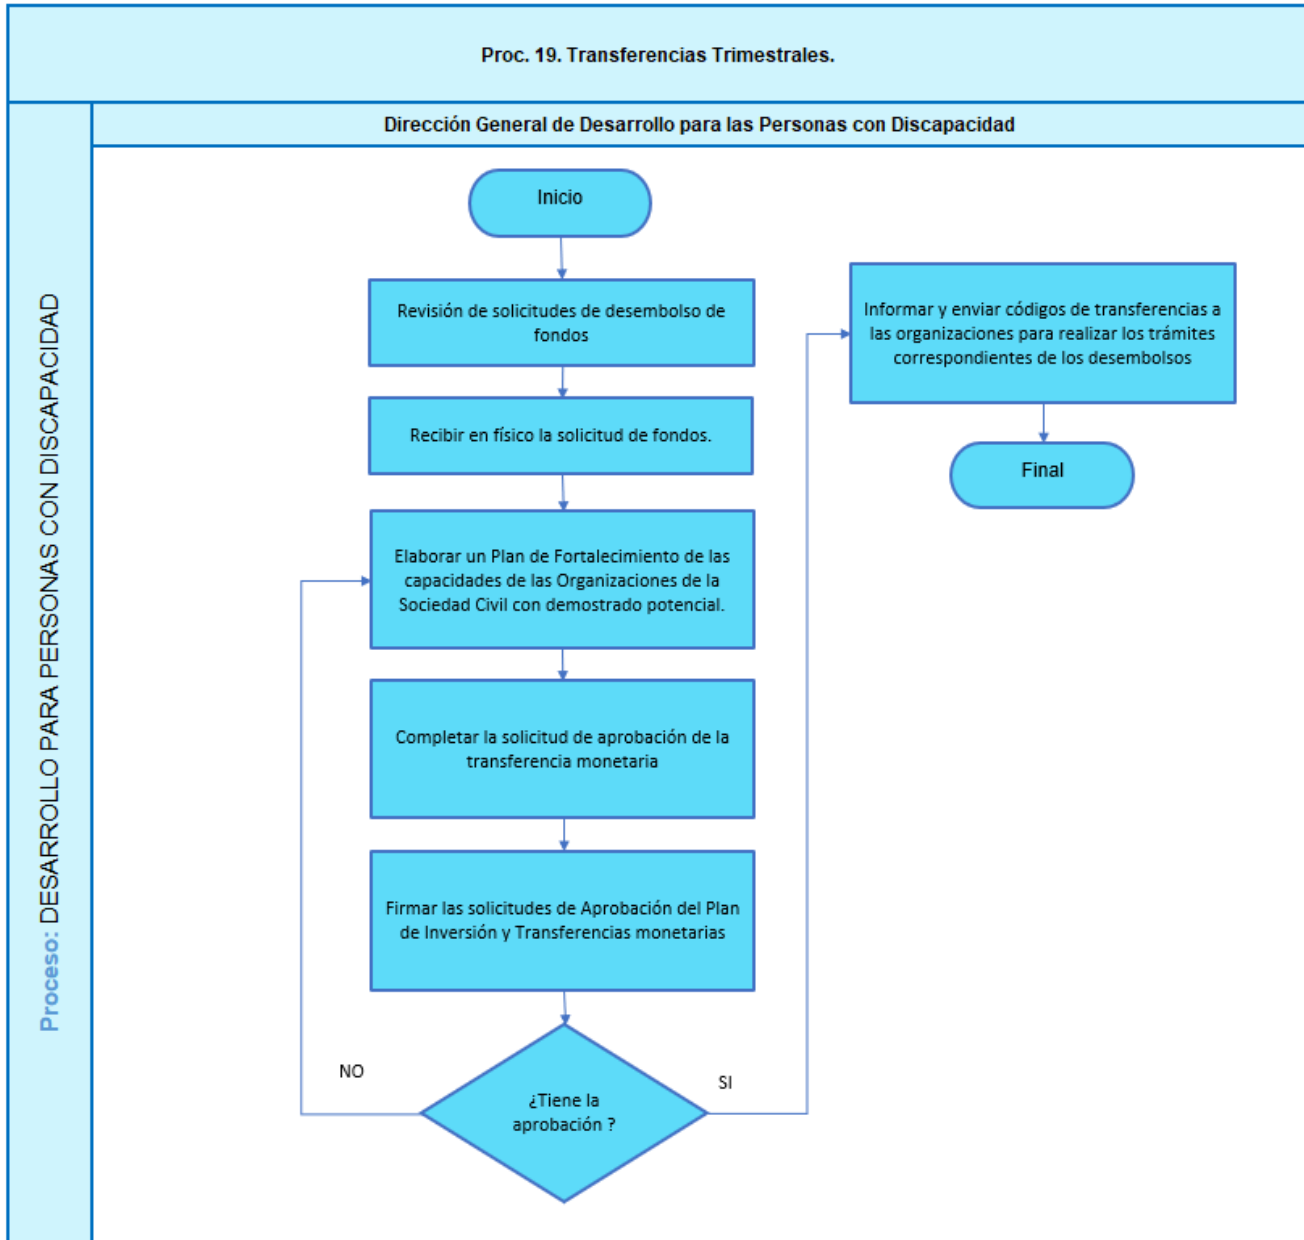 Proc. 19. Transferencias Trimestrales.
Dirección General de Desarrollo para las Personas con Discapacidad
Proceso: DESARROLLO PARA PERSONAS CON DISCAPACIDAD
Inicio
Revisión de solicitudes de desembolso de
fondos
Recibir en físico la solicitud de fondos.
Elaborar un Plan de Fortalecimiento de las
capacidades de las Organizaciones de la
Sociedad Civil con demostrado potencial.
Completar la solicitud de aprobación de la
transferencia monetaria
Firmar las solicitudes de Aprobación del Plan
de Inversión y Transferencias monetarias
¿Tiene la
aprobación ?
NO
SI
Informar y enviar códigos de transferencias a
las organizaciones para realizar los trámites
correspondientes de los desembolsos
Final